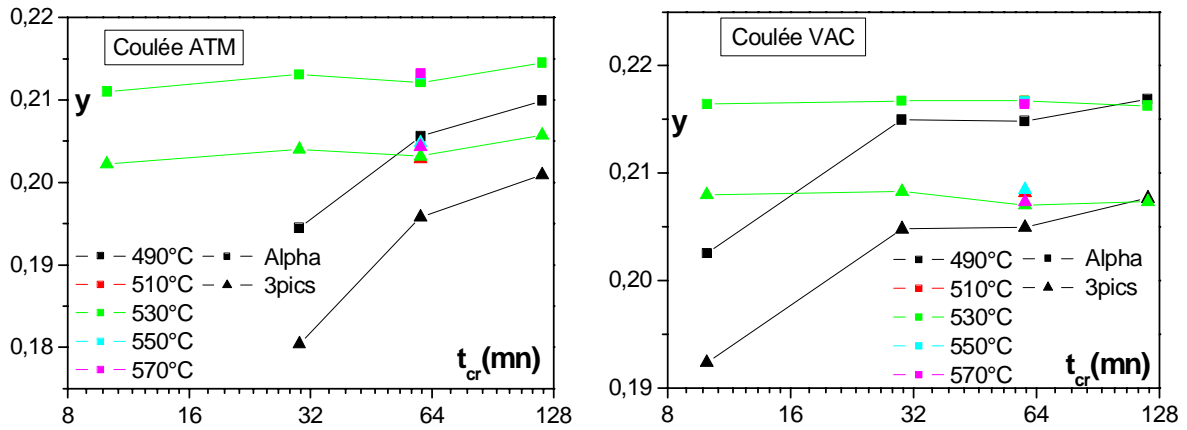 0,22
Coulée ATM
0,21
y
0,20
0,19
0,18
490°C
510°C
530°C
550°C
570°C
Alpha
3pics
t_cr(mn)
8 16 32 64 128
Coulée VAC
0,22
y
0,21
0,20
0,19
490°C
510°C
530°C
550°C
570°C
Alpha
3pics
t_cr(mn)
8 16 32 64 128